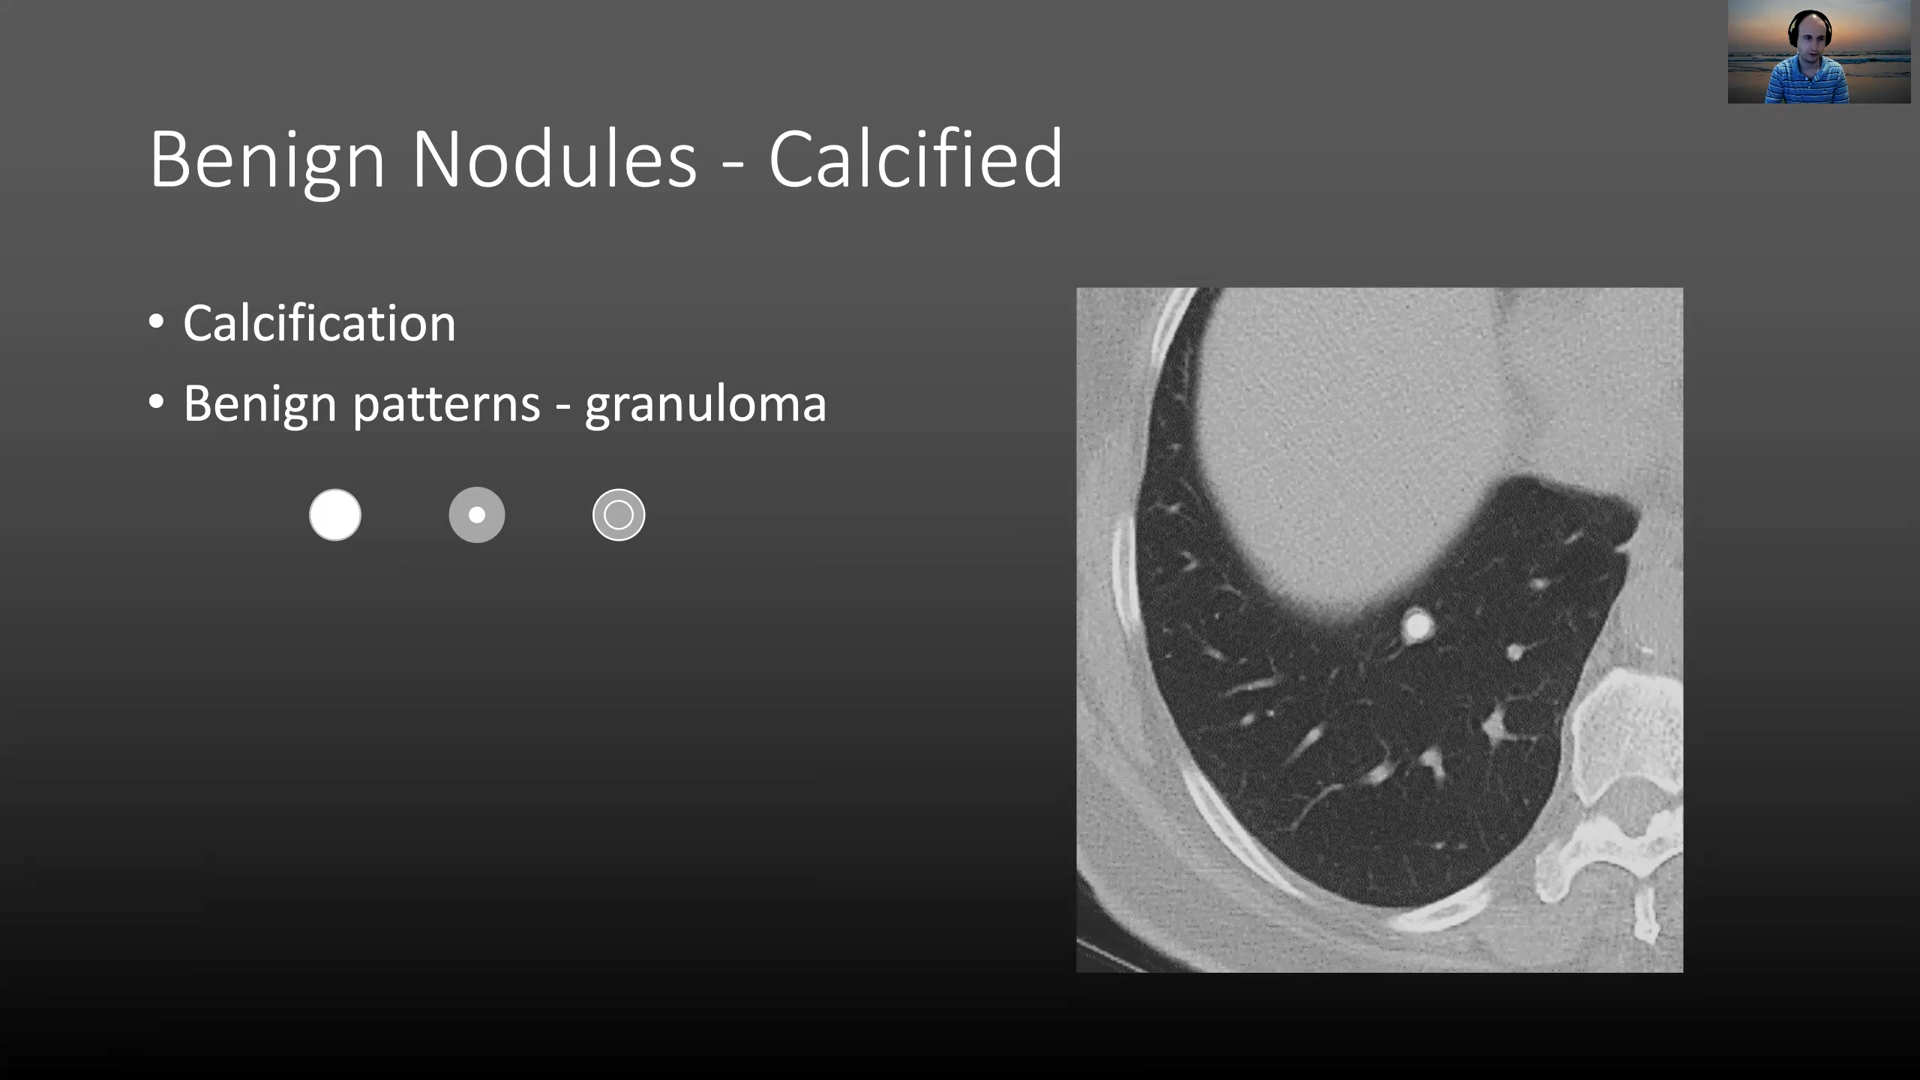 Benign Nodules - Calcified
• Calcification
• Benign patterns - granuloma